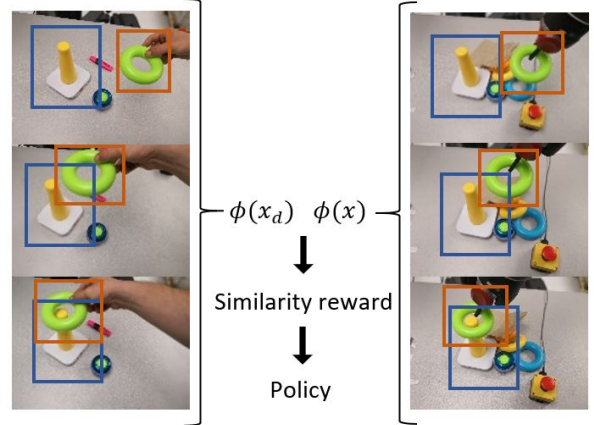 ϕ(x_d) ϕ(x)
Similarity reward
Policy